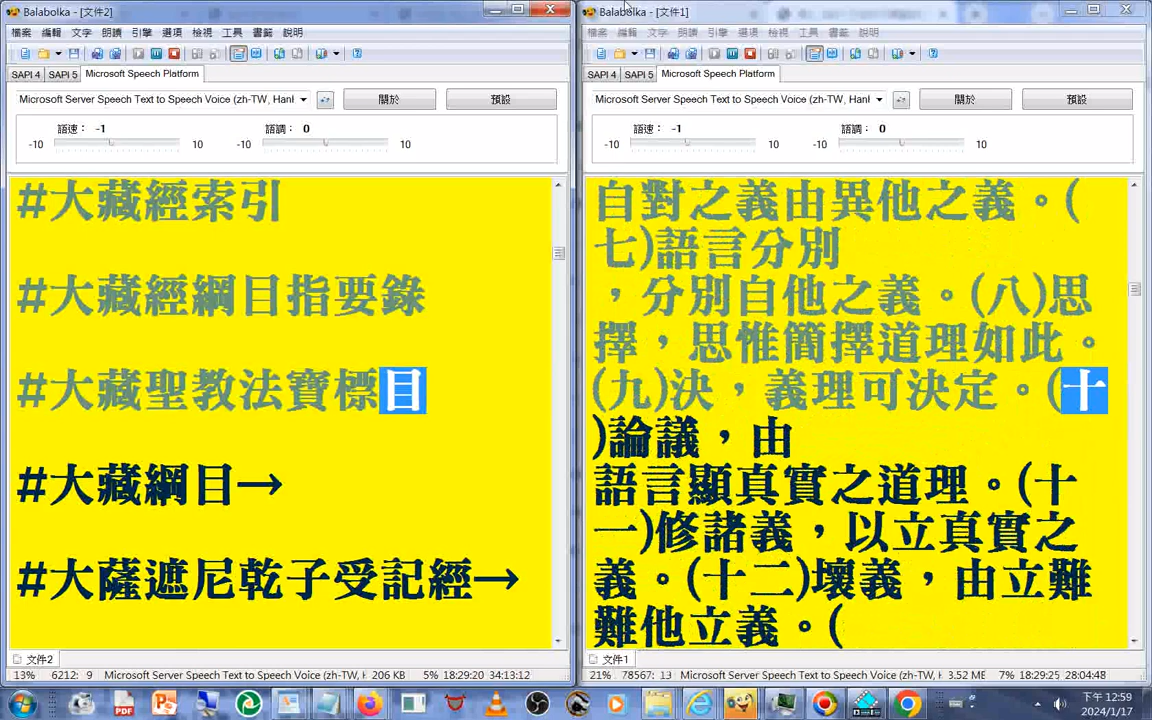 Balabolka - [文件2]
檔案 編輯 文字 朗讀 引擎 選項 檢視 工具 書籤 說明
SAPI 4 SAPI 5 Microsoft Speech Platform
Microsoft Server Speech Text to Speech Voice (zh-TW, Hanl
關於 預設
語速： -1 語調： 0
-10 10 -10 10
#大藏經索引
#大藏經綱目指要錄
#大藏聖教法寶標目
#大藏綱目→
#大薩遮尼乾子受記經→
文件2
13% 6212: 9 Microsoft Server Speech Text to Speech Voice (zh-TW, H 206 KB 5% 18:29:20 34:13:12
Balabolka - [文件1]
檔案 編輯 文字 朗讀 引擎 選項 檢視 工具 書籤 說明
SAPI 4 SAPI 5 Microsoft Speech Platform
Microsoft Server Speech Text to Speech Voice (zh-TW, Hanl
關於 預設
語速： -1 語調： 0
-10 10 -10 10
自對之義由異他之義。(
七)語言分別
，分別自他之義。(八)思
擇，思惟簡擇道理如此。
(九)決，義理可決定。(十
)論議，由
語言顯真實之道理。(十
一)修諸義，以立真實之
義。(十二)壞義，由立難
難他立義。(
文件1
21% 78567: 13 Microsoft Server Speech Text to Speech Voice (zh-TW, H 3.52 MB 7% 18:29:25 28:04:48
下午 12:59
2024/1/17